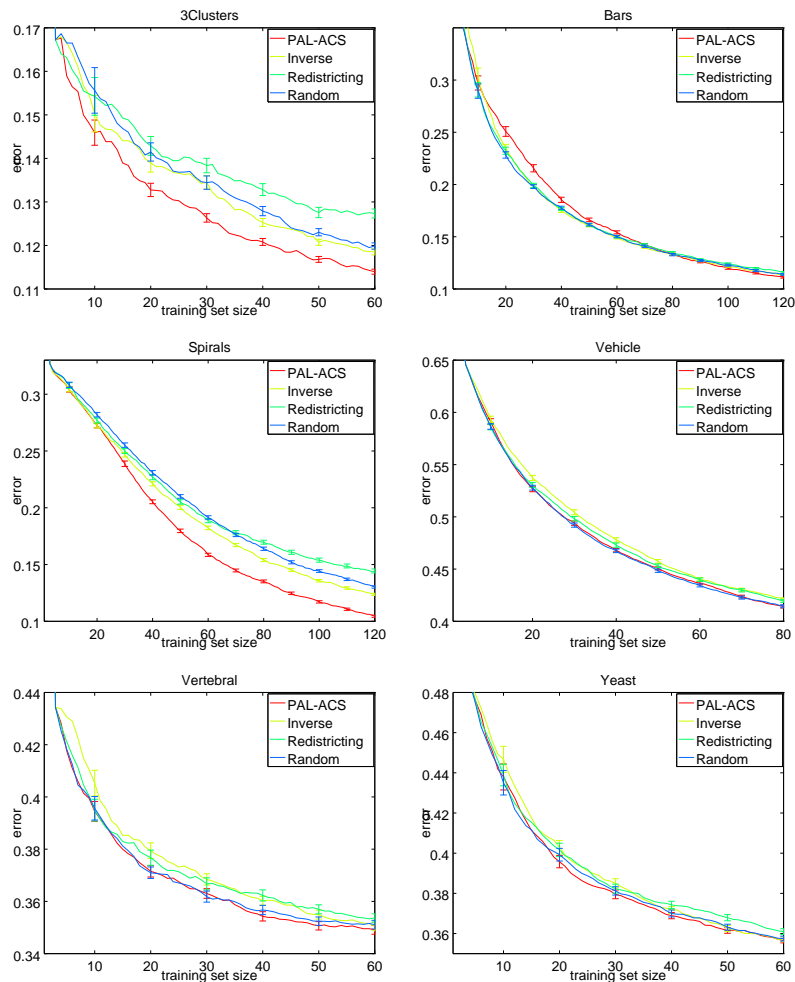 3Clusters
0.17
0.16
0.15
0.14
0.13
0.12
0.11
error
10 20 30 40 50 60
training set size
PAL-ACS
Inverse
Redistricting
Random
Bars
0.35
0.3
0.25
0.2
0.15
0.1
error
20 40 60 80 100 120
training set size
PAL-ACS
Inverse
Redistricting
Random
Spirals
0.3
0.25
0.2
0.15
0.1
error
20 40 60 80 100 120
training set size
PAL-ACS
Inverse
Redistricting
Random
Vehicle
0.65
0.6
0.55
0.5
0.45
0.4
error
20 40 60 80
training set size
PAL-ACS
Inverse
Redistricting
Random
Vertebral
0.44
0.42
0.4
0.38
0.36
0.34
error
10 20 30 40 50 60
training set size
PAL-ACS
Inverse
Redistricting
Random
Yeast
0.48
0.46
0.44
0.42
0.4
0.38
0.36
error
10 20 30 40 50 60
training set size
PAL-ACS
Inverse
Redistricting
Random